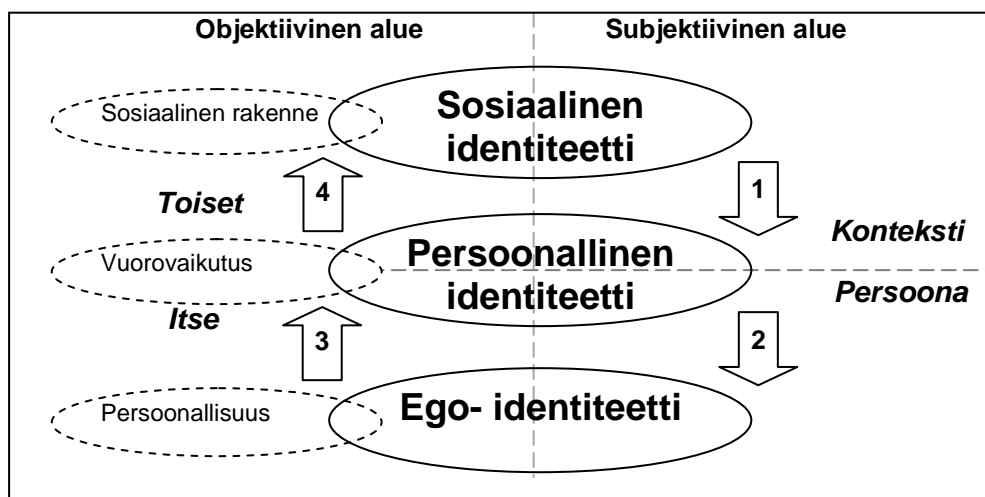 Objektiivinen alue
Subjektiivinen alue
Sosiaalinen rakenne
Sosiaalinen
identiteetti
4
1
Toiset
Konteksti
Vuorovaikutus
Persoonallinen
identiteetti
Persoona
Itse
3
2
Persoonallisuus
Ego- identiteetti